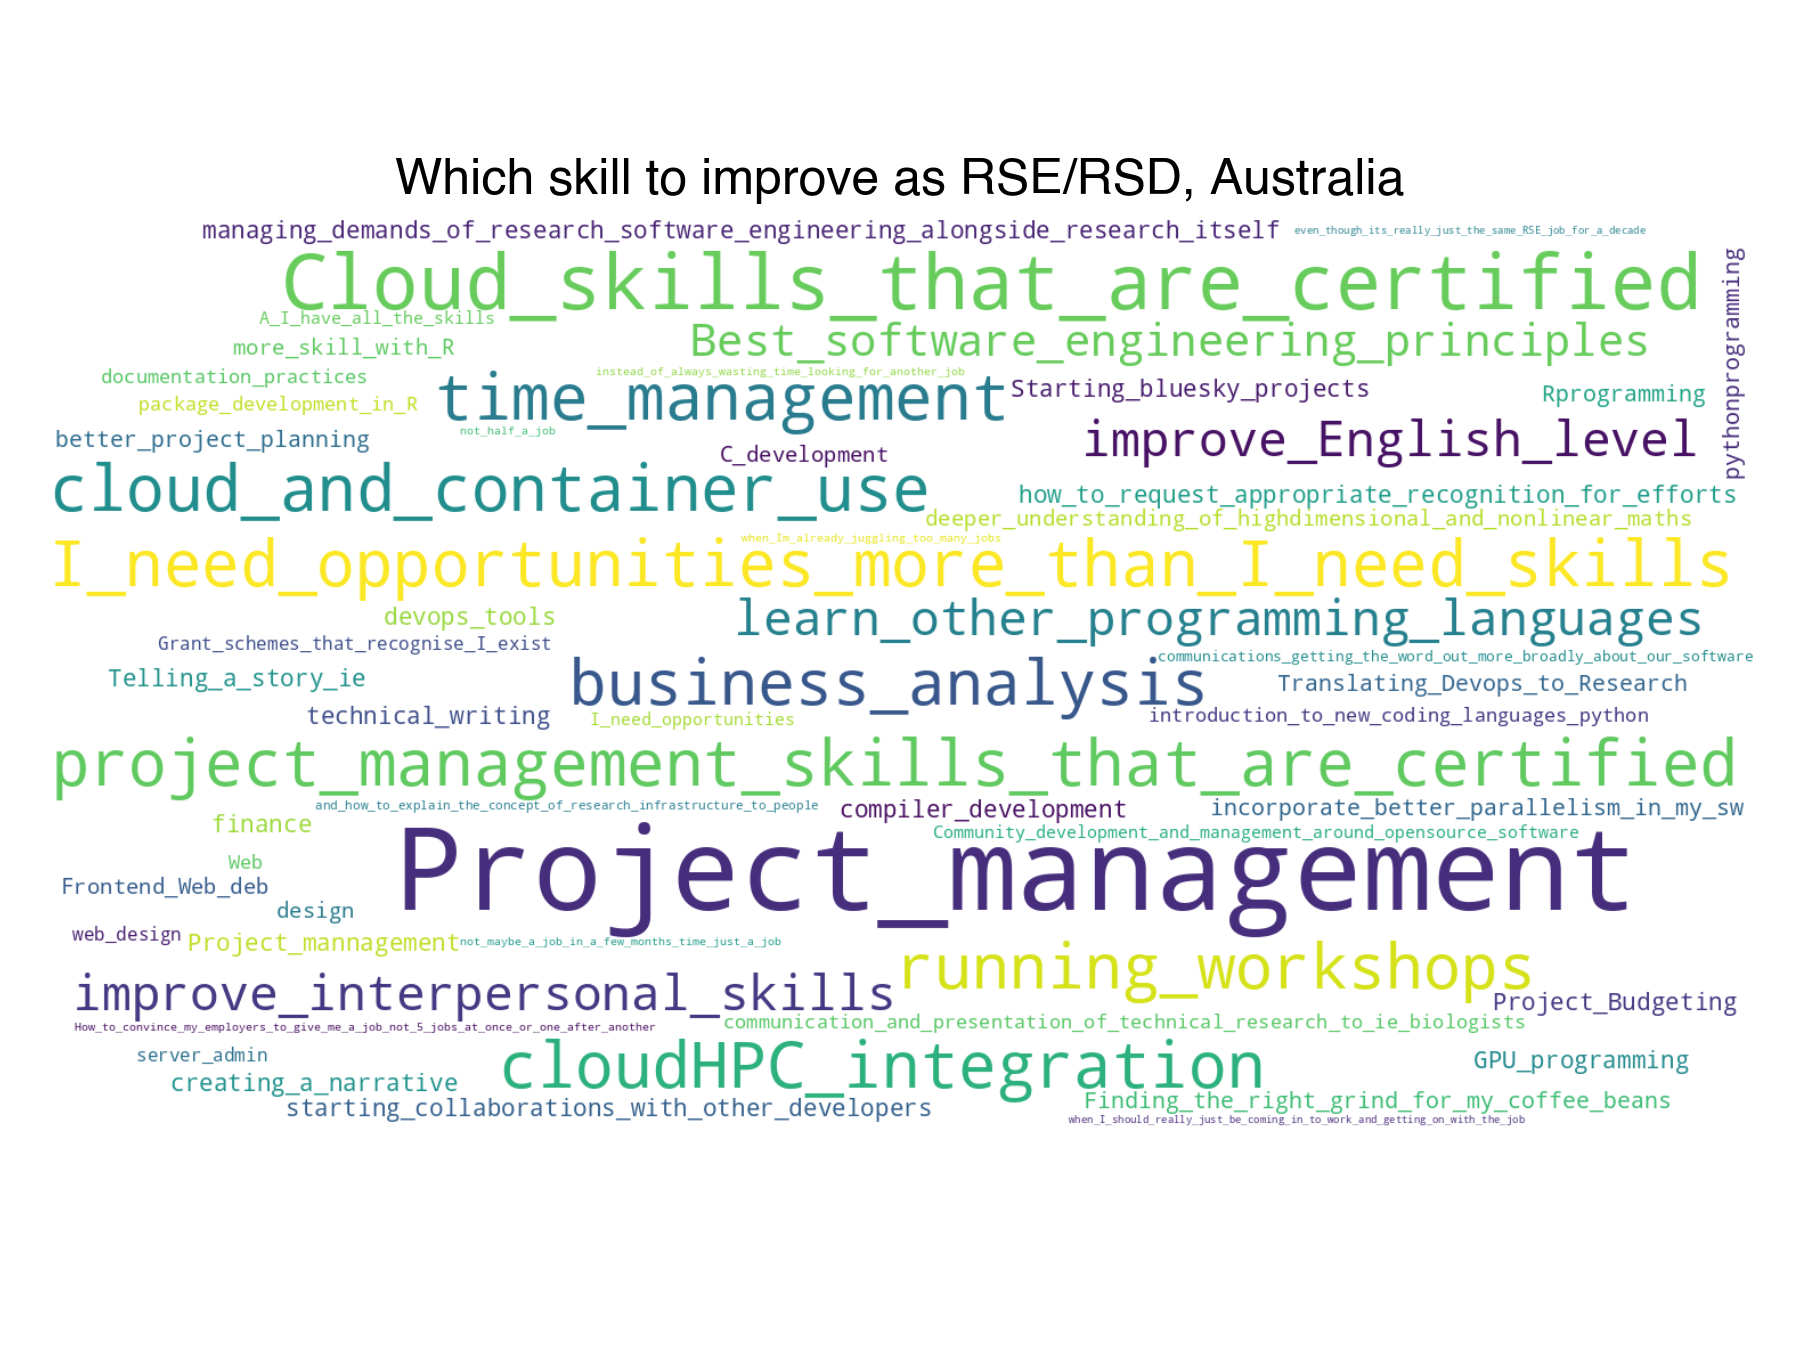 Which skill to improve as RSE/RSD, Australia
managing_demands_of_research_software_engineering_alongside_research_itself
even_though_its_really_just_the_same_RSE_job_for_a_decade
Cloud_skills_that_are_certified
pythonprogramming
A_I_have_all_the_skills
Best_software_engineering_principles
more_skill_with_R
instead_of_always_wasting_time_looking_for_another_job
documentation_practices
time_management
Starting_bluesky_projects
Rprogramming
package_development_in_R
not_half_a_job
better_project_planning
improve_English_level
C_development
cloud_and_container_use
how_to_request_appropriate_recognition_for_efforts
deeper_understanding_of_highdimensional_and_nonlinear_maths
when_Im_already_juggling_too_many_jobs
I_need_opportunities_more_than_I_need_skills
devops_tools
learn_other_programming_languages
Grant_schemes_that_recognise_I_exist
communications_getting_the_word_out_more_broadly_about_our_software
Telling_a_story_ie
business_analysis
Translating_Devops_to_Research
technical_writing
I_need_opportunities
introduction_to_new_coding_languages_python
project_management_skills_that_are_certified
and_how_to_explain_the_concept_of_research_infrastructure_to_people
compiler_development
incorporate_better_parallelism_in_my_sw
finance
Community_development_and_management_around_opensource_software
Web
Project_management
Frontend_Web_deb
design
web_design
Project_mannagement
not_maybe_a_job_in_a_few_months_time_just_a_job
running_workshops
improve_interpersonal_skills
Project_Budgeting
How_to_convince_my_employers_to_give_me_a_job_not_5_jobs_at_once_or_one_after_another
communication_and_presentation_of_technical_research_to_ie_biologists
server_admin
cloudHPC_integration
GPU_programming
creating_a_narrative
Finding_the_right_grind_for_my_coffee_beans
starting_collaborations_with_other_developers
when_I_should_really_just_be_coming_in_to_work_and_getting_on_with_the_job